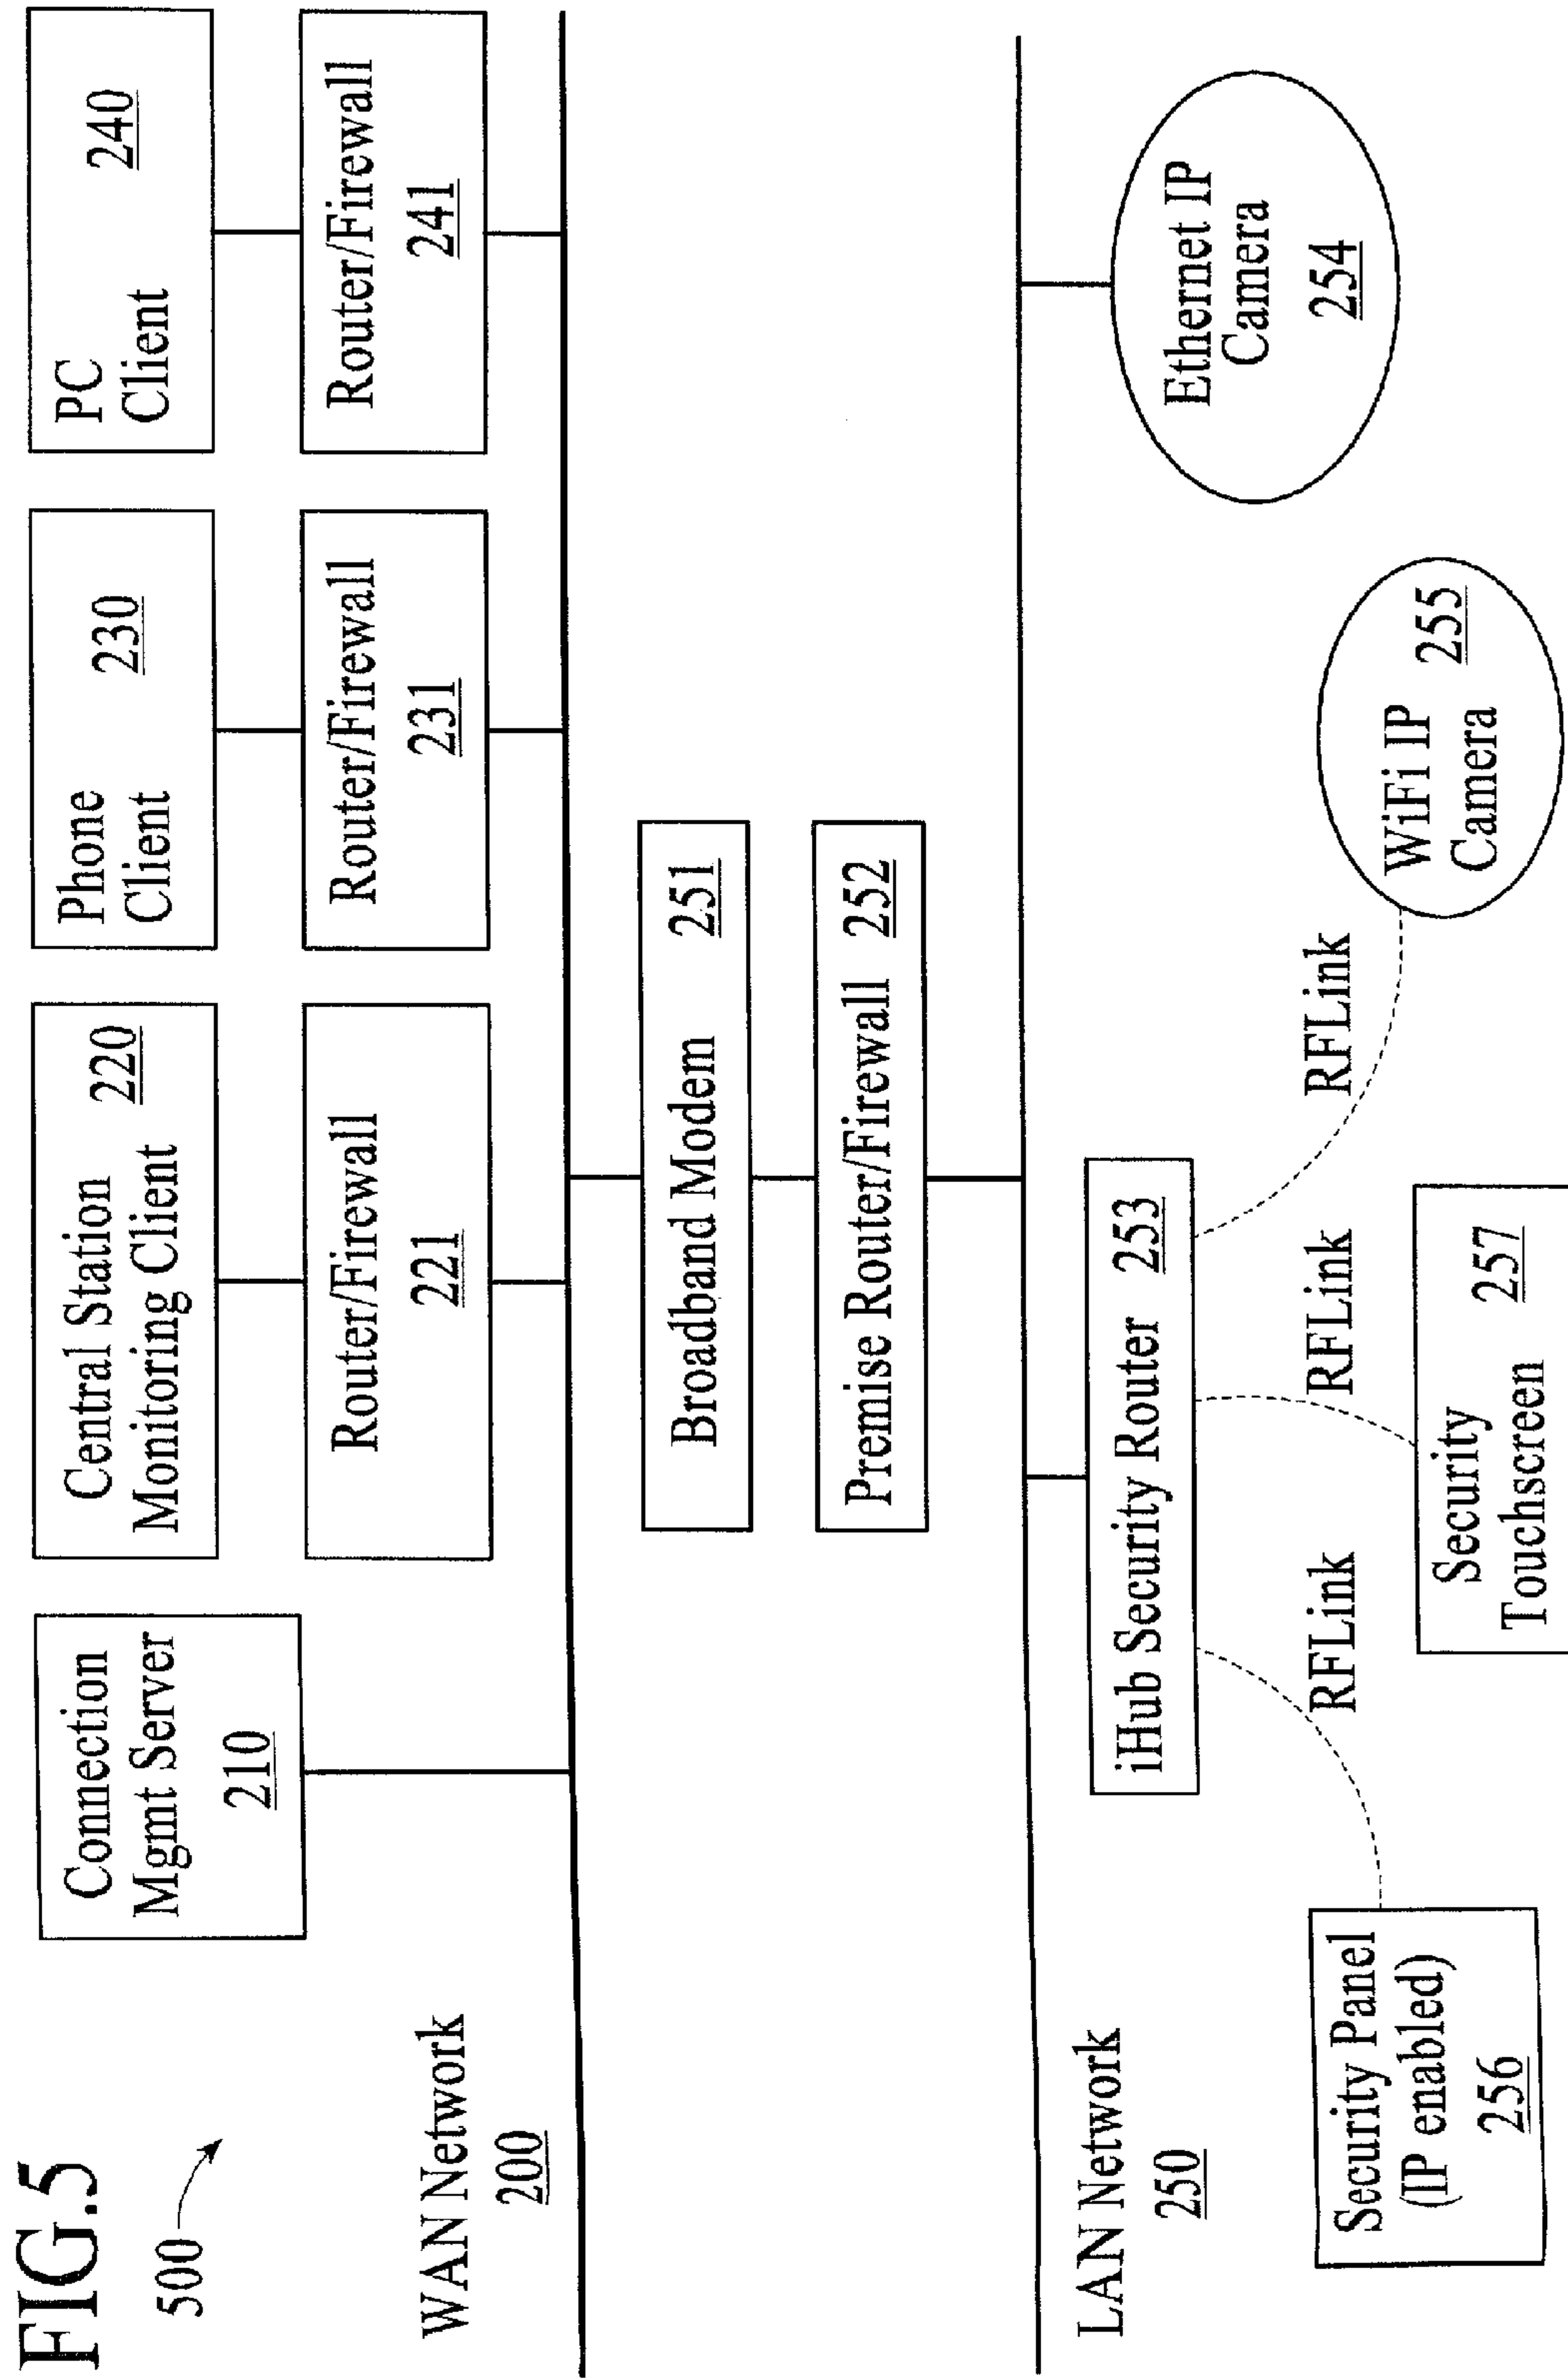 FIG.5
500
Connection
Mgmt Server
210
Central Station
Monitoring Client 220
Phone
Client 230
PC
Client 240
Router/Firewall
221
Router/Firewall
231
Router/Firewall
241
WAN Network
200
Broadband Modem 251
Premise Router/Firewall 252
LAN Network
250
iHub Security Router 253
Ethernet IP
Camera
254
RFLink
RFLink
RFLink
Security Panel
(IP enabled)
256
Security
Touchscreen 257
WiFi IP
Camera 255